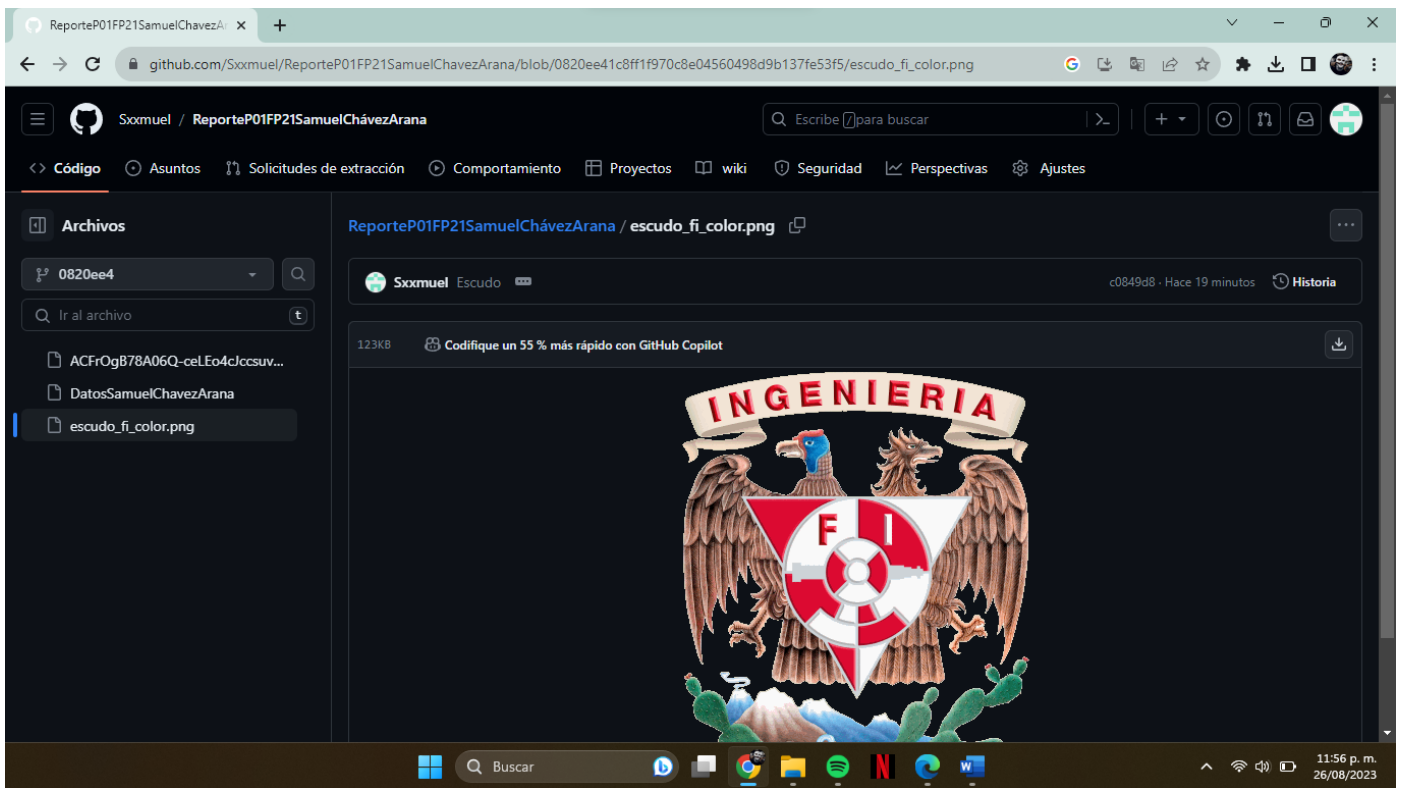 ReporteP01FP21SamuelChavezAr
github.com/Sxxmuel/ReporteP01FP21SamuelChavezArana/blob/0820ee41c8ff1f970c8e04560498d9b137fe53f5/escudo_fi_color.png
Sxxmuel / ReporteP01FP21SamuelChávezArana
Escribe / para buscar
<> Código Asuntos Solicitudes de extracción Comportamiento Proyectos wiki Seguridad Perspectivas Ajustes
Archivos
ReporteP01FP21SamuelChávezArana / escudo_fi_color.png
0820ee4
Sxxmuel Escudo
c0849d8 · Hace 19 minutos Historia
Ir al archivo t
123KB Codifique un 55 % más rápido con GitHub Copilot
ACFrOgB78A06Q-ceLEo4cJccsuv...
DatosSamuelChavezArana
escudo_fi_color.png
INGENIERIA
F I
Buscar
11:56 p. m.
26/08/2023